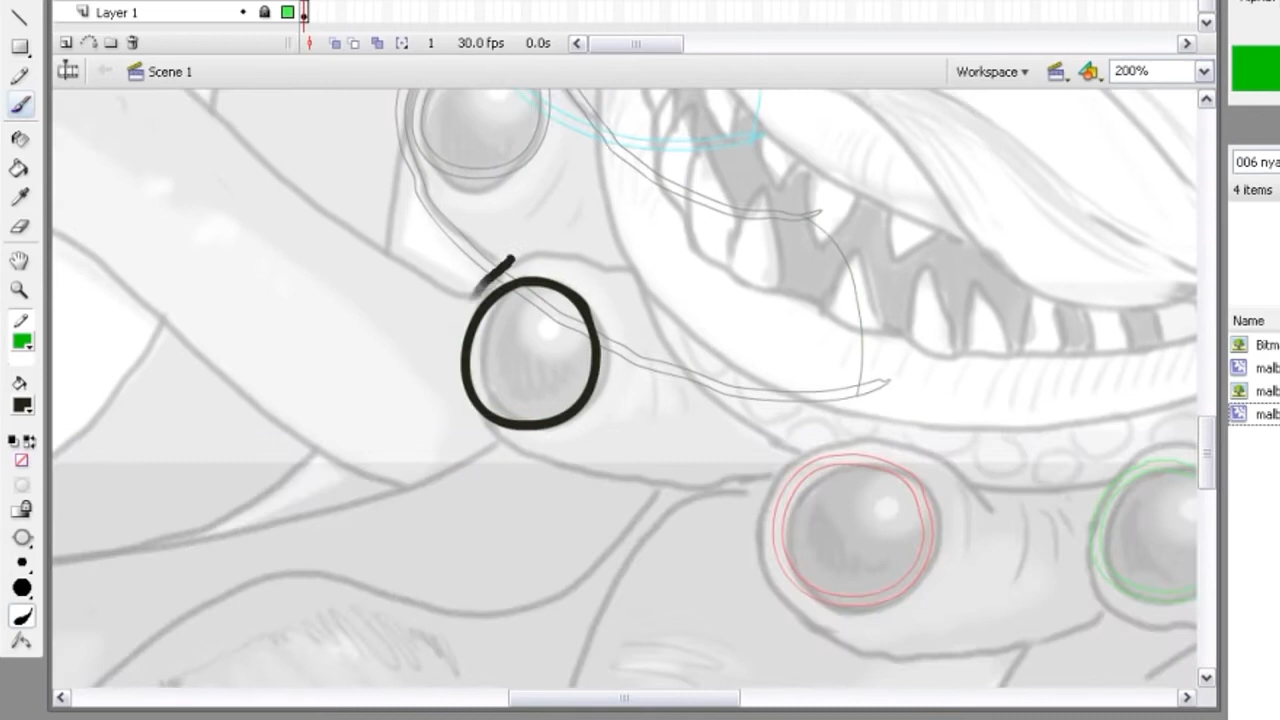 Layer 1
1 30.0 fps 0.0s
Scene 1 Workspace 200%
006 nya
4 items
Name
Bitm
malb
malb
malb